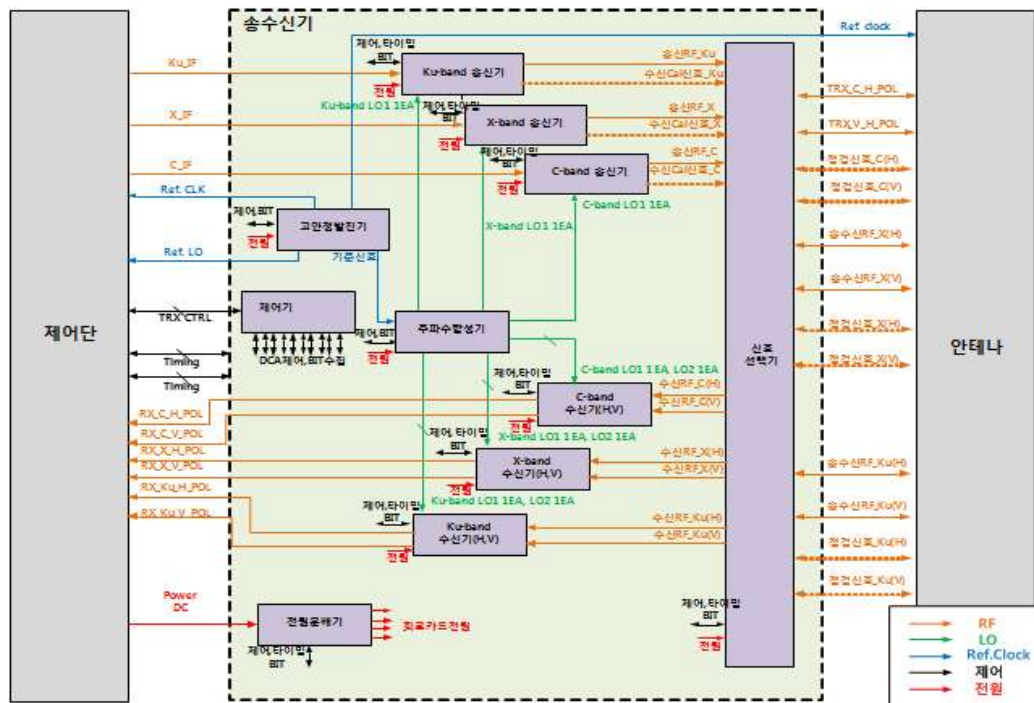 송수신기
Ref. clock
제어,타이밍
BIT
송신RF_Ku
Ku_IF
Ku-band 송신기
수신Cal신호_Ku
전원
Ku-band LO1 1EA
제어,타이밍
BIT
송신RF_X
TRX_C_H_POL
X_IF
X-band 송신기
수신Cal신호_X
TRX_V_H_POL
전원
제어,타이밍
BIT
송신RF_C
점검신호_C(H)
C_IF
C-band 송신기
수신Cal신호_C
점검신호_C(V)
전원
Ref. CLK
C-band LO1 1EA
제어,BIT
고안정발진기
X-band LO1 1EA
송수신RF_X(H)
전원
Ref. LO
기준신호
송수신RF_X(V)
제어단
제어기
TRX CTRL
주파수합성기
신호
선택기
안테나
점검신호_X(H)
제어,BIT
전원
DCA제어,BIT수집
Timing
Timing
점검신호_X(V)
C-band LO1 1EA, LO2 1EA
제어,타이밍
BIT
C-band
수신기(H,V)
수신RF_C(H)
수신RF_C(V)
전원
RX_C_H_POL
RX_C_V_POL
제어, 타이밍
BIT
X-band LO1 1EA, LO2 1EA
RX_X_H_POL
RX_X_V_POL
X-band
수신기(H,V)
수신RF_X(H)
수신RF_X(V)
송수신RF_Ku(H)
전원
RX_Ku_H_POL
Ku-band LO1 1EA, LO2 1EA
제어,타이밍
BIT
RX_Ku_V_POL
Ku-band
수신기(H,V)
수신RF_Ku(H)
수신RF_Ku(V)
송수신RF_Ku(V)
점검신호_Ku(H)
전원
점검신호_Ku(V)
Power
DC
전원분배기
회로카드전원
제어,타이밍
BIT
제어,타이밍
BIT
전원
RF
LO
Ref.Clock
제어
전원